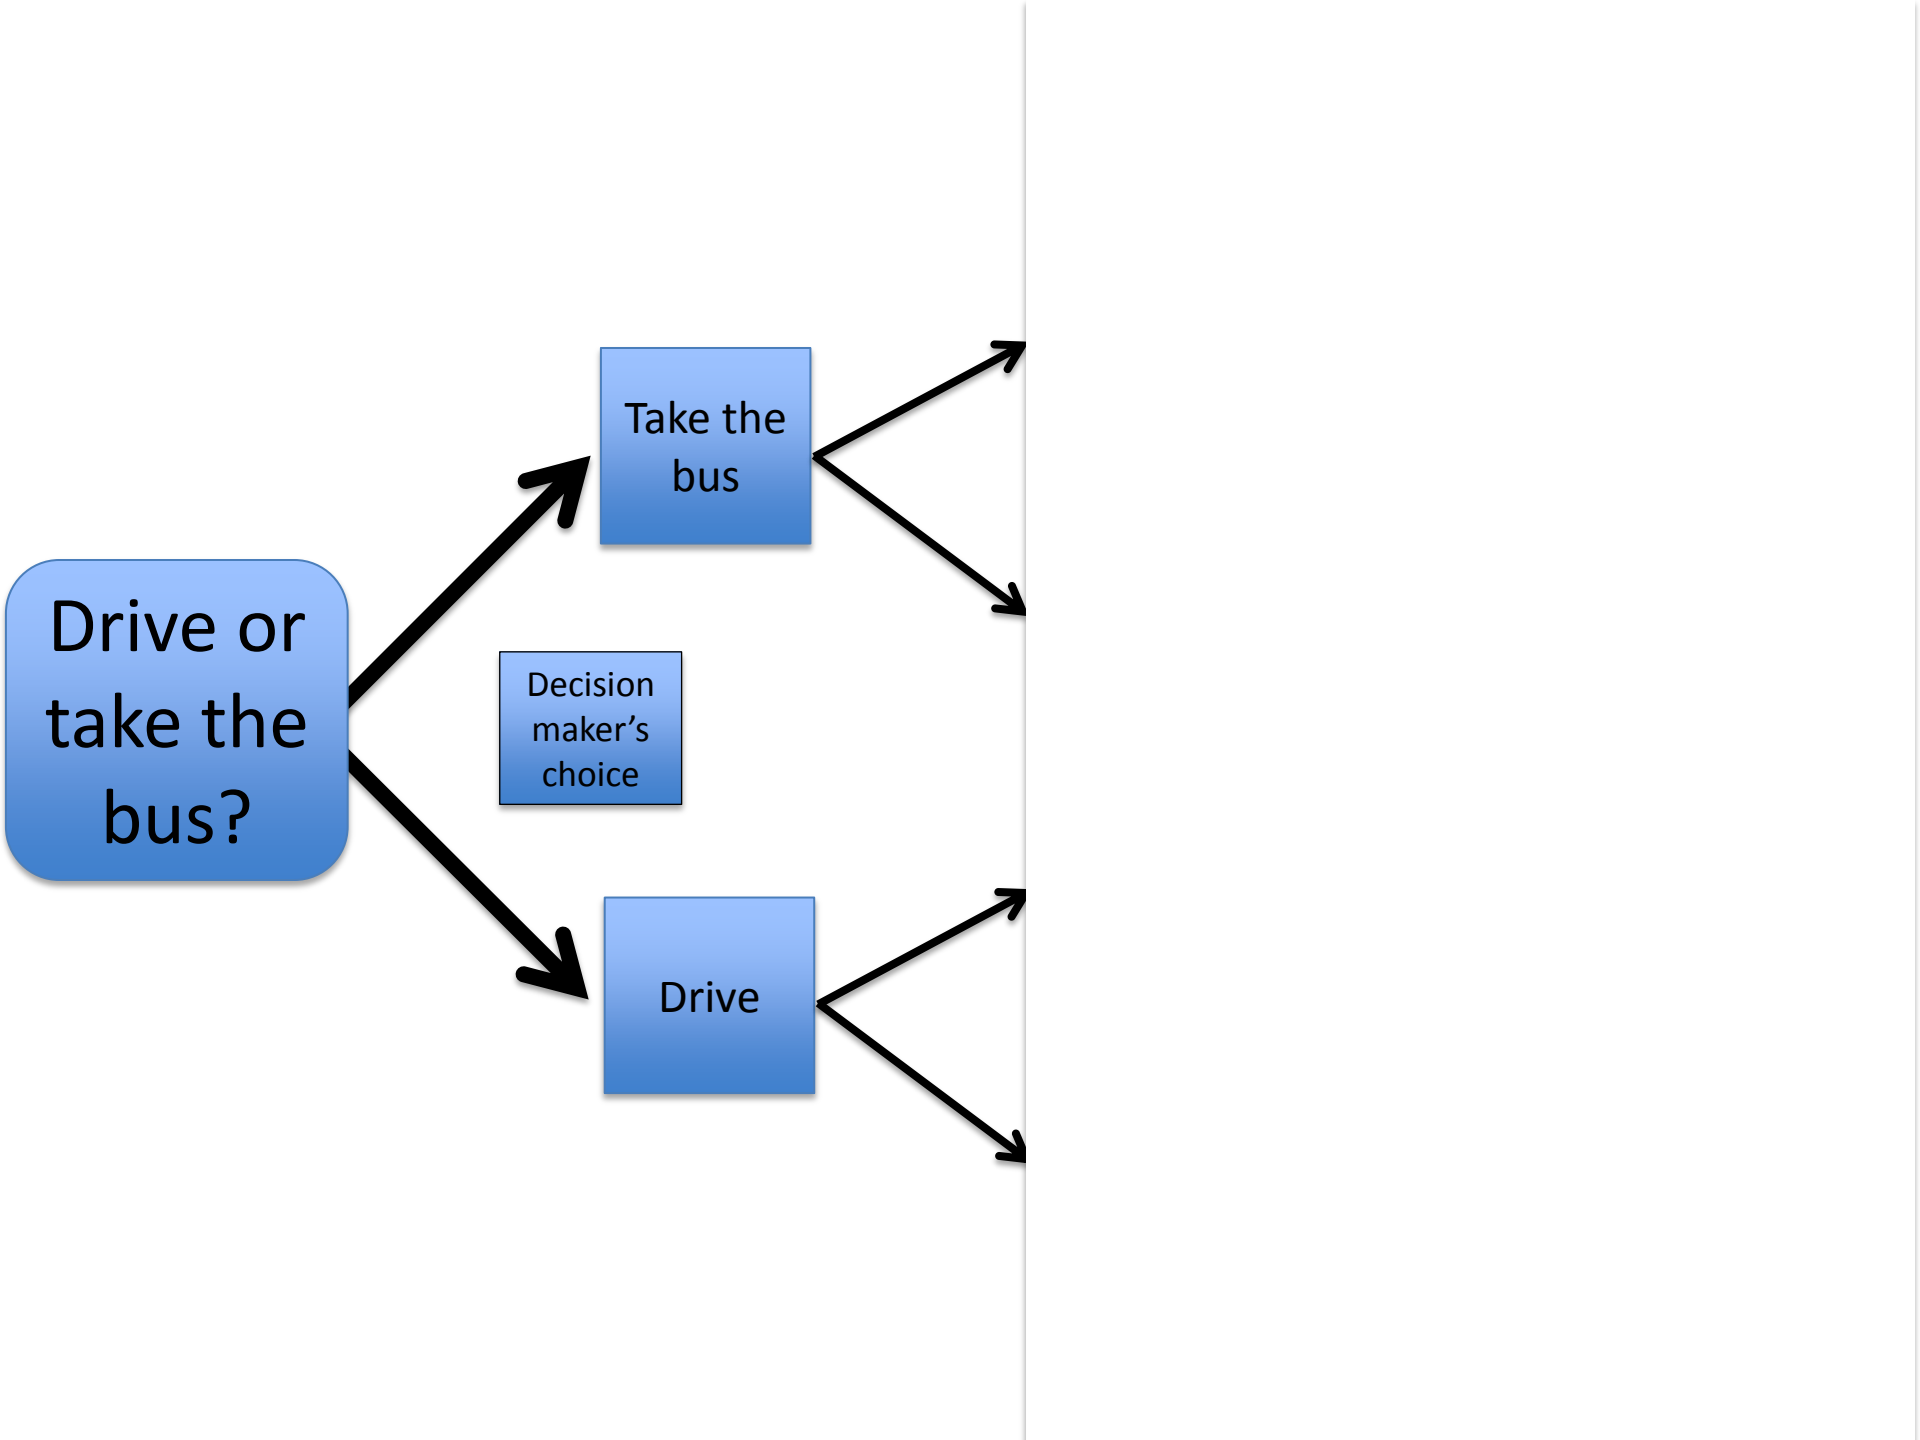 Drive or
take the
bus?
Take the
bus
Decision
maker’s
choice
Drive